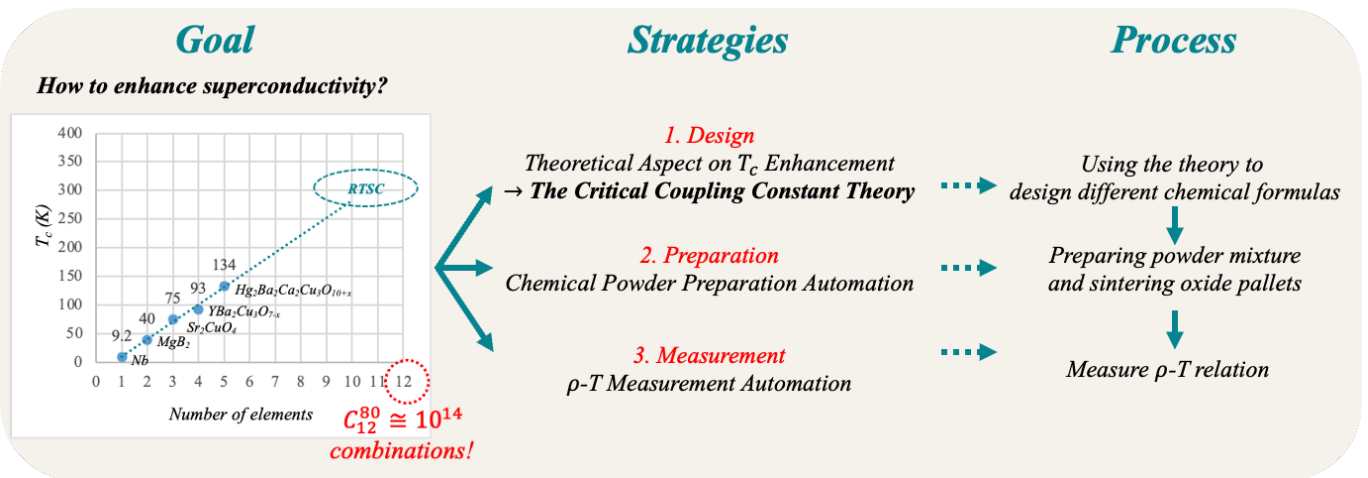 Goal
How to enhance superconductivity?
400
350
300
250
200
150
100
50
0
T_c (K)
RTSC
134
93
75
40
9.2
Hg₂Ba₂Ca₂Cu₃O₁₀₊ₓ
YBa₂Cu₃O₇₋ₓ
Sr₂CuO₄
MgB₂
Nb
0 1 2 3 4 5 6 7 8 9 10 11 12
Number of elements
C₁₂⁸⁰ ≅ 10¹⁴
combinations!
Strategies
1. Design
Theoretical Aspect on T_c Enhancement
→ The Critical Coupling Constant Theory
2. Preparation
Chemical Powder Preparation Automation
3. Measurement
ρ-T Measurement Automation
Process
Using the theory to
design different chemical formulas
Preparing powder mixture
and sintering oxide pallets
Measure ρ-T relation